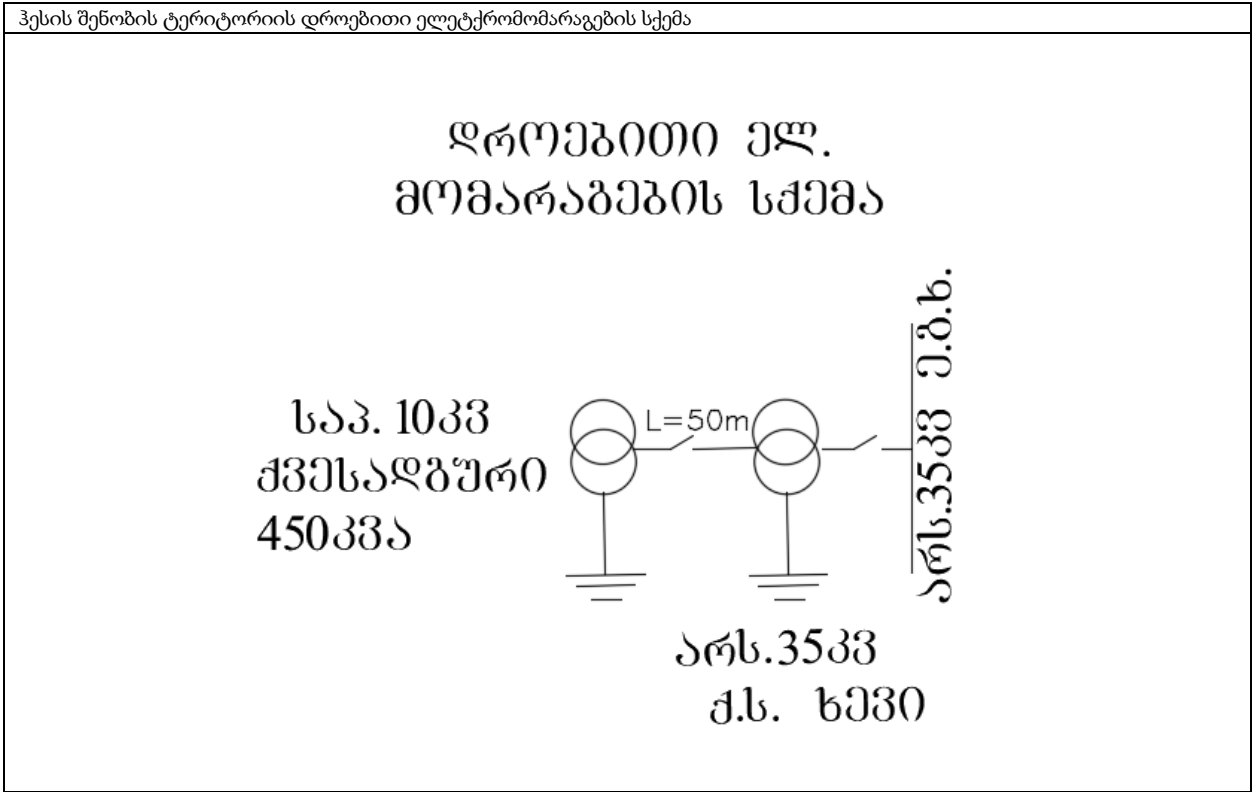 ჰესის შენობის ტერიტორიის დროებითი ელეტქრომომარაგების სქემა
დროებითი ელ.
მომარაგების სქემა
საპ. 10კვ
ქვესადგური
450კვა
L=50m
არს.35კვ ე.გ.ხ.
არს.35კვ
ქ.ს. ხევი